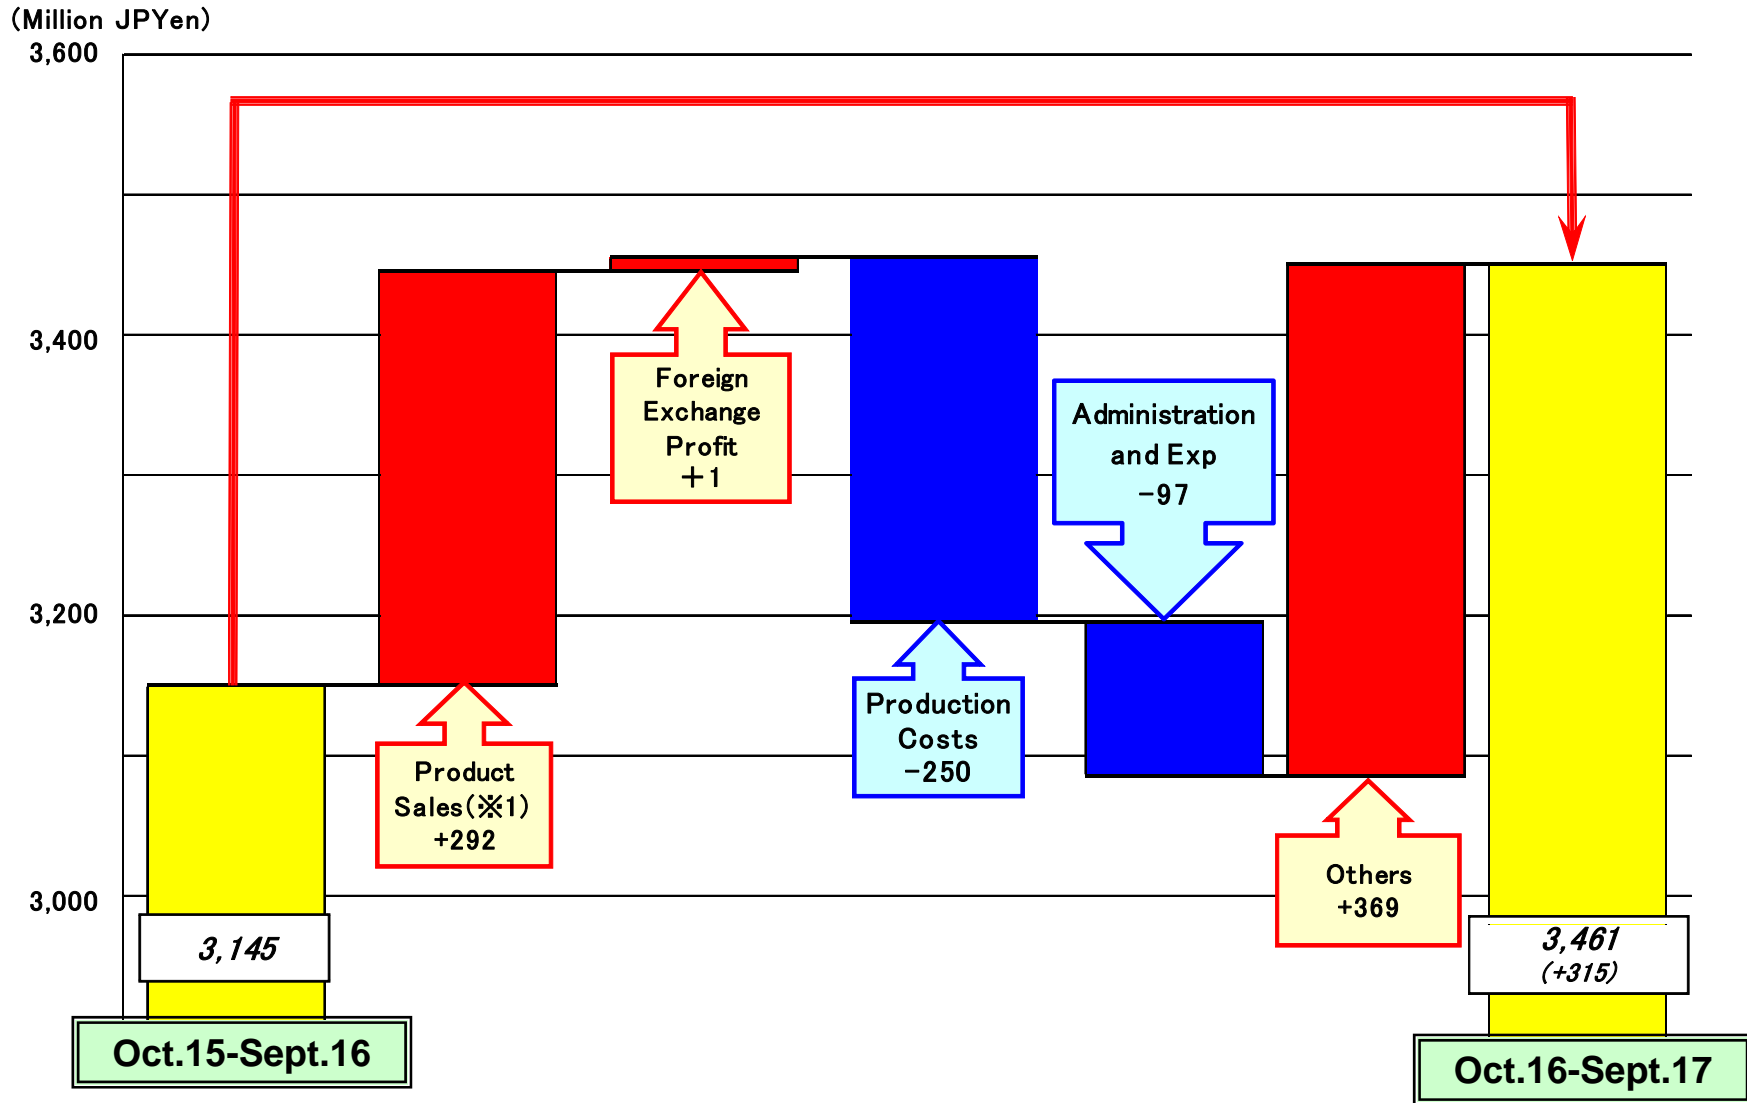 (Million JPYen)
3,600
3,400
3,200
3,000
Foreign
Exchange
Profit
+1
Administration
and Exp
-97
Product
Sales(※1)
+292
Production
Costs
-250
Others
+369
3,145
3,461
(+315)
Oct.15-Sept.16
Oct.16-Sept.17